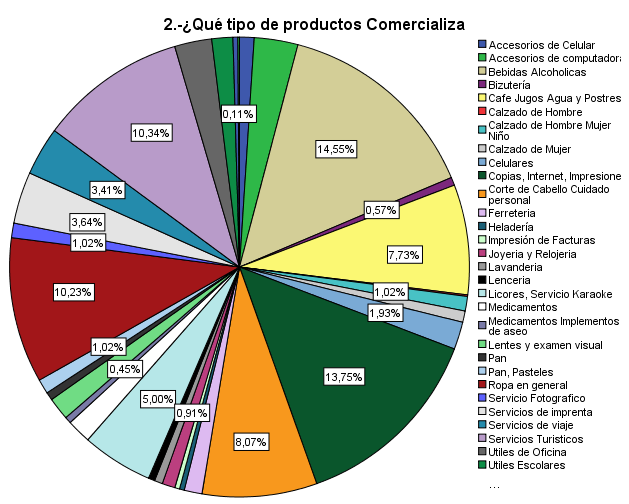 2.-¿Qué tipo de productos Comercializa
Accesorios de Celular
Accesorios de computadora
Bebidas Alcoholicas
Bizutería
Cafe Jugos Agua y Postres
Calzado de Hombre
Calzado de Hombre Mujer
Niño
Calzado de Mujer
Celulares
Copias, Internet, Impresione
Corte de Cabello Cuidado
personal
Ferreteria
Heladería
Impresión de Facturas
Joyeria y Relojeria
Lavanderia
Lenceria
Licores, Servicio Karaoke
Medicamentos
Medicamentos Implementos
de aseo
Lentes y examen visual
Pan
Pan, Pasteles
Ropa en general
Servicio Fotografico
Servicios de imprenta
Servicios de viaje
Servicios Turisticos
Utiles de Oficina
Utiles Escolares
...
0,11%
14,55%
0,57%
7,73%
1,02%
1,93%
13,75%
8,07%
0,91%
5,00%
0,45%
1,02%
10,23%
1,02%
3,64%
3,41%
10,34%